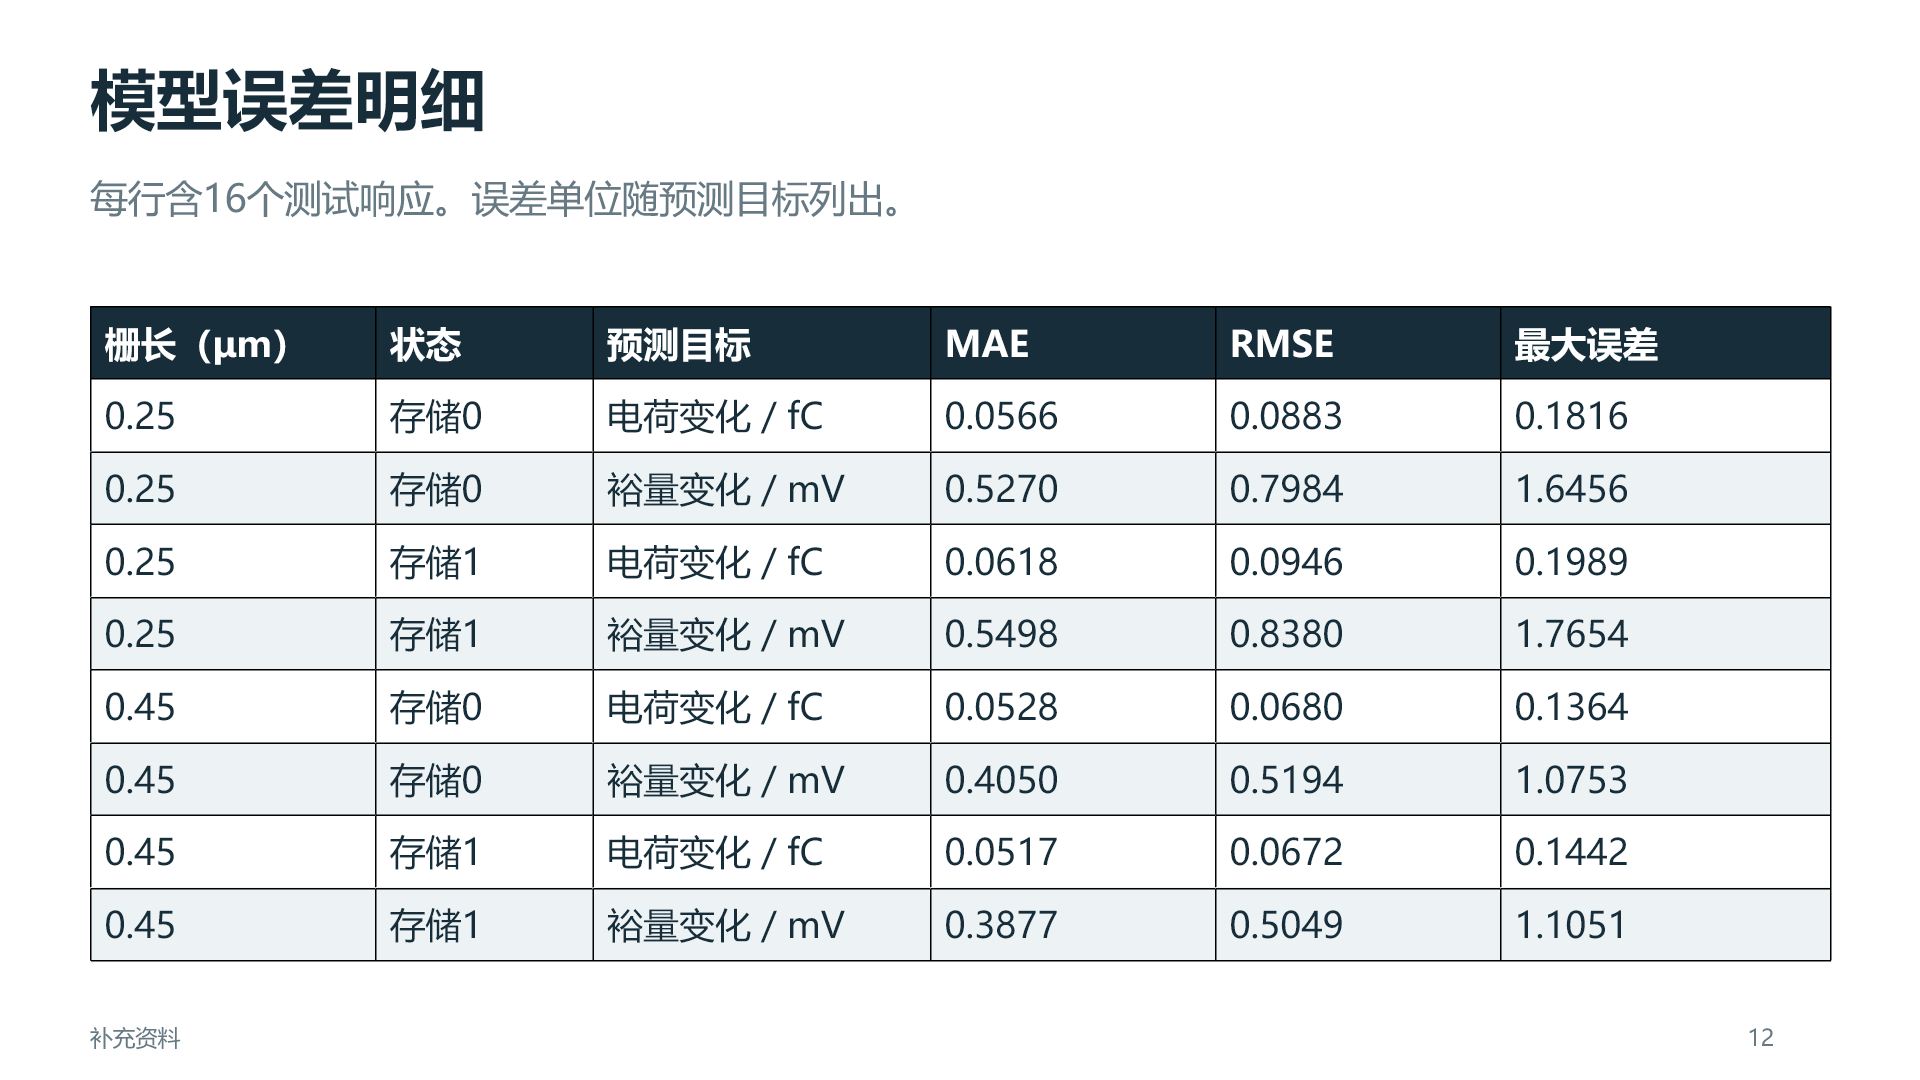 模型误差明细
每行含16个测试响应。误差单位随预测目标列出。
栅长（μm） 状态 预测目标 MAE RMSE 最大误差
0.25 存储0 电荷变化 / fC 0.0566 0.0883 0.1816
0.25 存储0 裕量变化 / mV 0.5270 0.7984 1.6456
0.25 存储1 电荷变化 / fC 0.0618 0.0946 0.1989
0.25 存储1 裕量变化 / mV 0.5498 0.8380 1.7654
0.45 存储0 电荷变化 / fC 0.0528 0.0680 0.1364
0.45 存储0 裕量变化 / mV 0.4050 0.5194 1.0753
0.45 存储1 电荷变化 / fC 0.0517 0.0672 0.1442
0.45 存储1 裕量变化 / mV 0.3877 0.5049 1.1051
补充资料 12